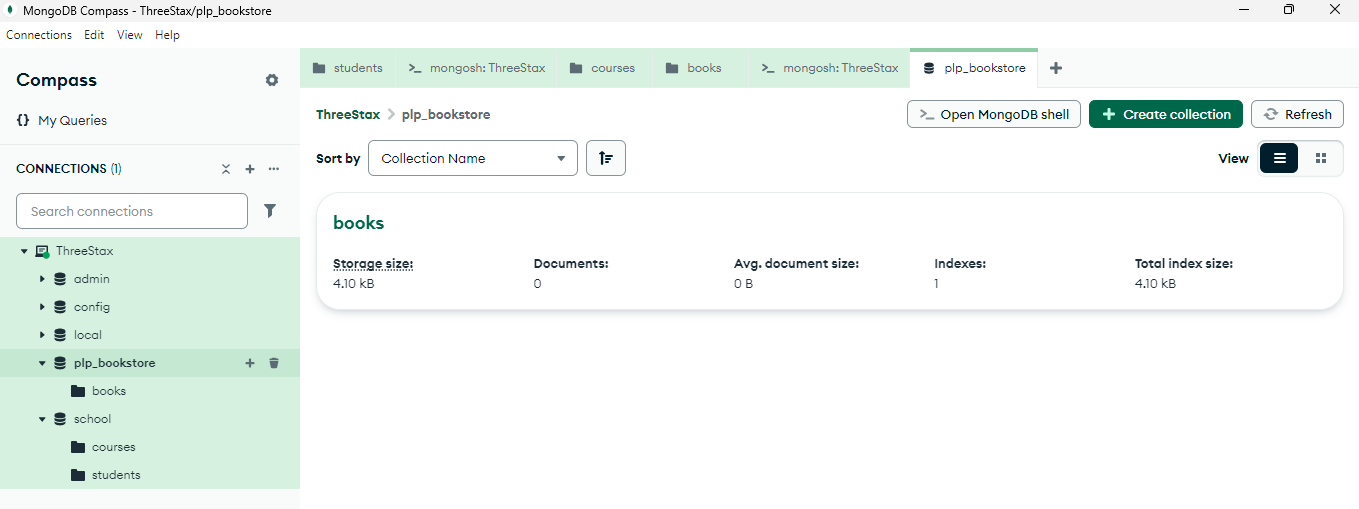 MongoDB Compass - ThreeStax/plp_bookstore
Connections Edit View Help
Compass
{} My Queries
CONNECTIONS (1)
Search connections
ThreeStax
admin
config
local
plp_bookstore
books
school
courses
students
students >_ mongosh: ThreeStax courses books >_ mongosh: ThreeStax plp_bookstore
ThreeStax > plp_bookstore
>_ Open MongoDB shell + Create collection Refresh
Sort by Collection Name View
books
Storage size: Documents: Avg. document size: Indexes: Total index size:
4.10 kB 0 0 B 1 4.10 kB